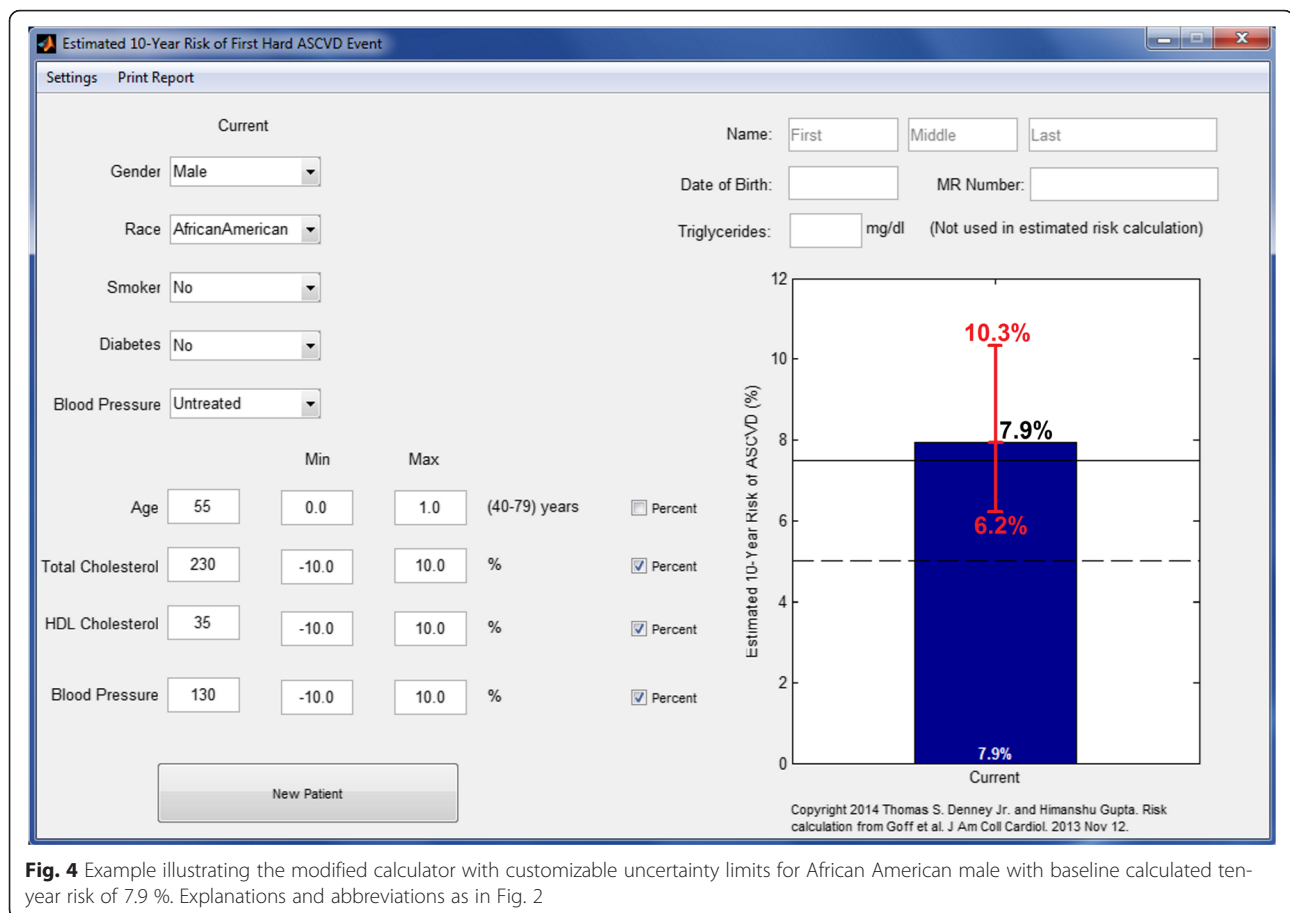 Estimated 10-Year Risk of First Hard ASCVD Event
Settings Print Report
Current
Gender Male
Race AfricanAmerican
Smoker No
Diabetes No
Blood Pressure Untreated
Min Max
Age 55 0.0 1.0 (40-79) years Percent
Total Cholesterol 230 -10.0 10.0 % Percent
HDL Cholesterol 35 -10.0 10.0 % Percent
Blood Pressure 130 -10.0 10.0 % Percent
New Patient
Name: First Middle Last
Date of Birth: MR Number:
Triglycerides: mg/dl (Not used in estimated risk calculation)
Estimated 10-Year Risk of ASCVD (%)
12
10
8
6
4
2
0
10.3%
7.9%
6.2%
7.9%
Current
Copyright 2014 Thomas S. Denney Jr. and Himanshu Gupta. Risk
calculation from Goff et al. J Am Coll Cardiol. 2013 Nov 12.
Fig. 4 Example illustrating the modified calculator with customizable uncertainty limits for African American male with baseline calculated ten-
year risk of 7.9 %. Explanations and abbreviations as in Fig. 2